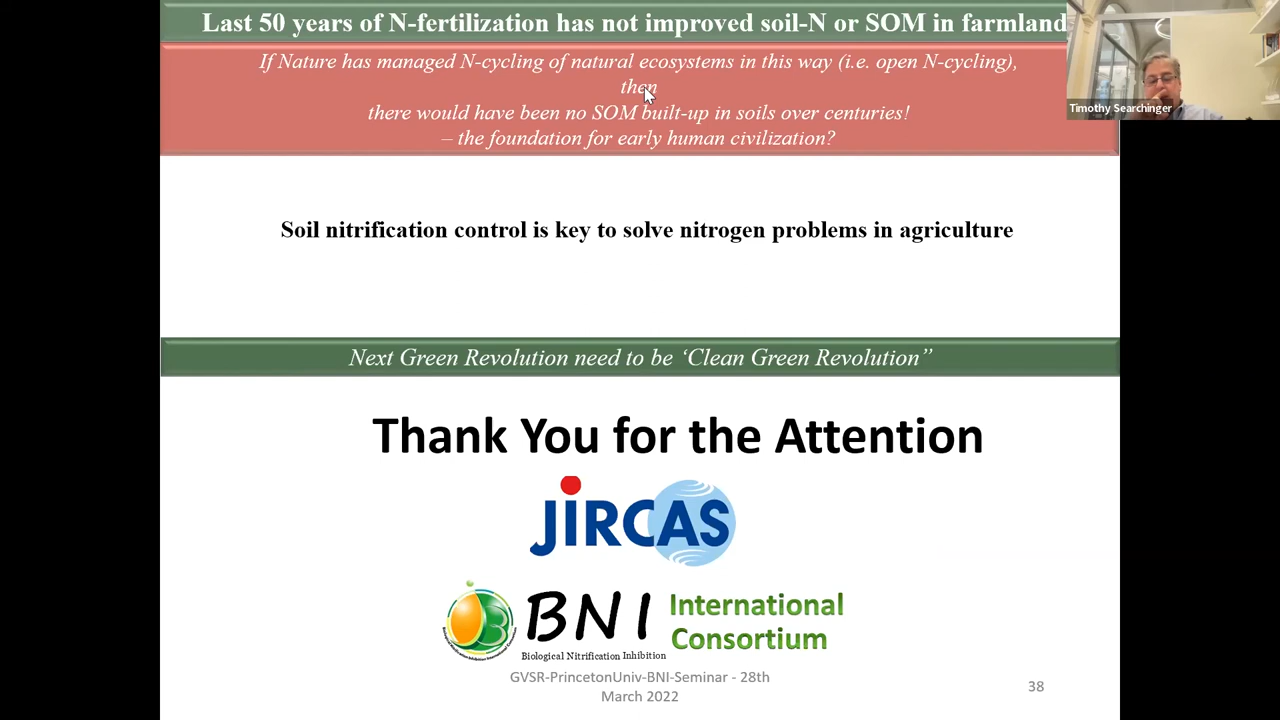 Last 50 years of N-fertilization has not improved soil-N or SOM in farmland
If Nature has managed N-cycling of natural ecosystems in this way (i.e. open N-cycling),
then
there would have been no SOM built-up in soils over centuries!
– the foundation for early human civilization?
Timothy Searchinger
Soil nitrification control is key to solve nitrogen problems in agriculture
Next Green Revolution need to be ‘Clean Green Revolution”
Thank You for the Attention
JIRCAS
BNI
International
Consortium
Biological Nitrification Inhibition
GVSR-PrincetonUniv-BNI-Seminar - 28th
March 2022
38